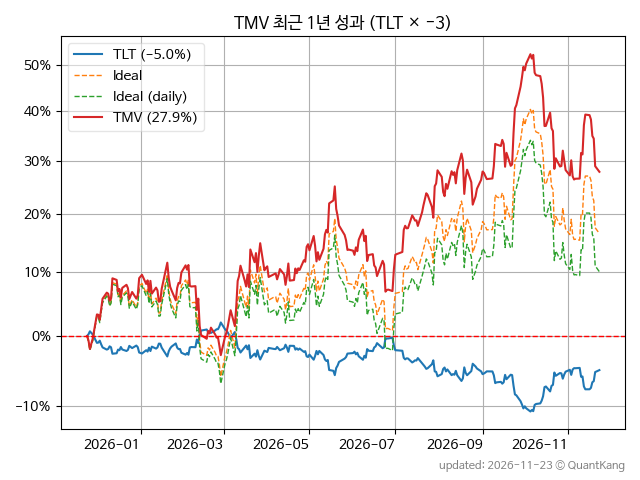 TMV 최근 1년 성과 (TLT × −3)
TLT (−5.0%)
Ideal
Ideal (daily)
TMV (27.9%)
50%
40%
30%
20%
10%
0%
−10%
2026-01
2026-03
2026-05
2026-07
2026-09
2026-11
updated: 2026-11-23 © QuantKang